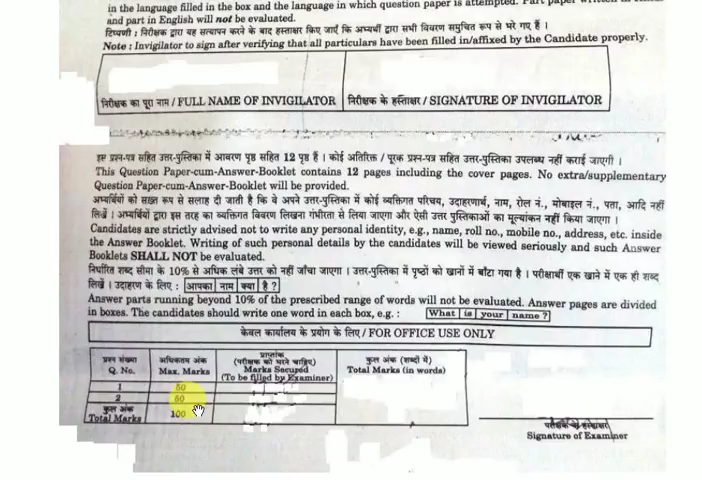 in the language filled in the box and the language in which question paper is attempted. Part paper written in
and part in English will not be evaluated.
टिप्पणी : निरीक्षक द्वारा यह सत्यापन करने के बाद हस्ताक्षर किए जाएँ कि अभ्यर्थी द्वारा सभी विवरण समुचित रूप से भरे गए हैं ।
Note : Invigilator to sign after verifying that all particulars have been filled in/affixed by the Candidate properly.
निरीक्षक का पूरा नाम / FULL NAME OF INVIGILATOR निरीक्षक के हस्ताक्षर / SIGNATURE OF INVIGILATOR
इस प्रश्न-पत्र सहित उत्तर-पुस्तिका में आवरण पृष्ठ सहित 12 पृष्ठ हैं । कोई अतिरिक्त / पूरक प्रश्न-पत्र सहित उत्तर-पुस्तिका उपलब्ध नहीं कराई जाएगी ।
This Question Paper-cum-Answer-Booklet contains 12 pages including the cover pages. No extra/supplementary
Question Paper-cum-Answer-Booklet will be provided.
अभ्यर्थियों को सख्त रूप से सलाह दी जाती है कि वे अपने उत्तर-पुस्तिका में कोई व्यक्तिगत परिचय, उदाहरणार्थ, नाम, रोल नं., मोबाइल नं., पता, आदि नहीं
लिखें । अभ्यर्थियों द्वारा इस तरह का व्यक्तिगत विवरण लिखना गंभीरता से लिया जाएगा और ऐसी उत्तर पुस्तिकाओं का मूल्यांकन नहीं किया जाएगा ।
Candidates are strictly advised not to write any personal identity, e.g., name, roll no., mobile no., address, etc. inside
the Answer Booklet. Writing of such personal details by the candidates will be viewed seriously and such Answer
Booklets SHALL NOT be evaluated.
निर्धारित शब्द सीमा के 10% से अधिक लंबे उत्तर को नहीं जाँचा जाएगा । उत्तर-पुस्तिका में पृष्ठों को खानों में बाँटा गया है । परीक्षार्थी एक खाने में एक ही शब्द
लिखें । उदाहरण के लिए : आपका नाम क्या है ?
Answer parts running beyond 10% of the prescribed range of words will not be evaluated. Answer pages are divided
in boxes. The candidates should write one word in each box, e.g. : What is your name ?
केवल कार्यालय के प्रयोग के लिए / FOR OFFICE USE ONLY
प्रश्न संख्या
Q. No.
अधिकतम अंक
Max. Marks
प्राप्तांक
(परीक्षक को भरने चाहिए)
Marks Secured
(To be filled by Examiner)
कुल अंक (शब्दों में)
Total Marks (in words)
1 50
2 50
कुल अंक
Total Marks 100
परीक्षक के हस्ताक्षर
Signature of Examiner